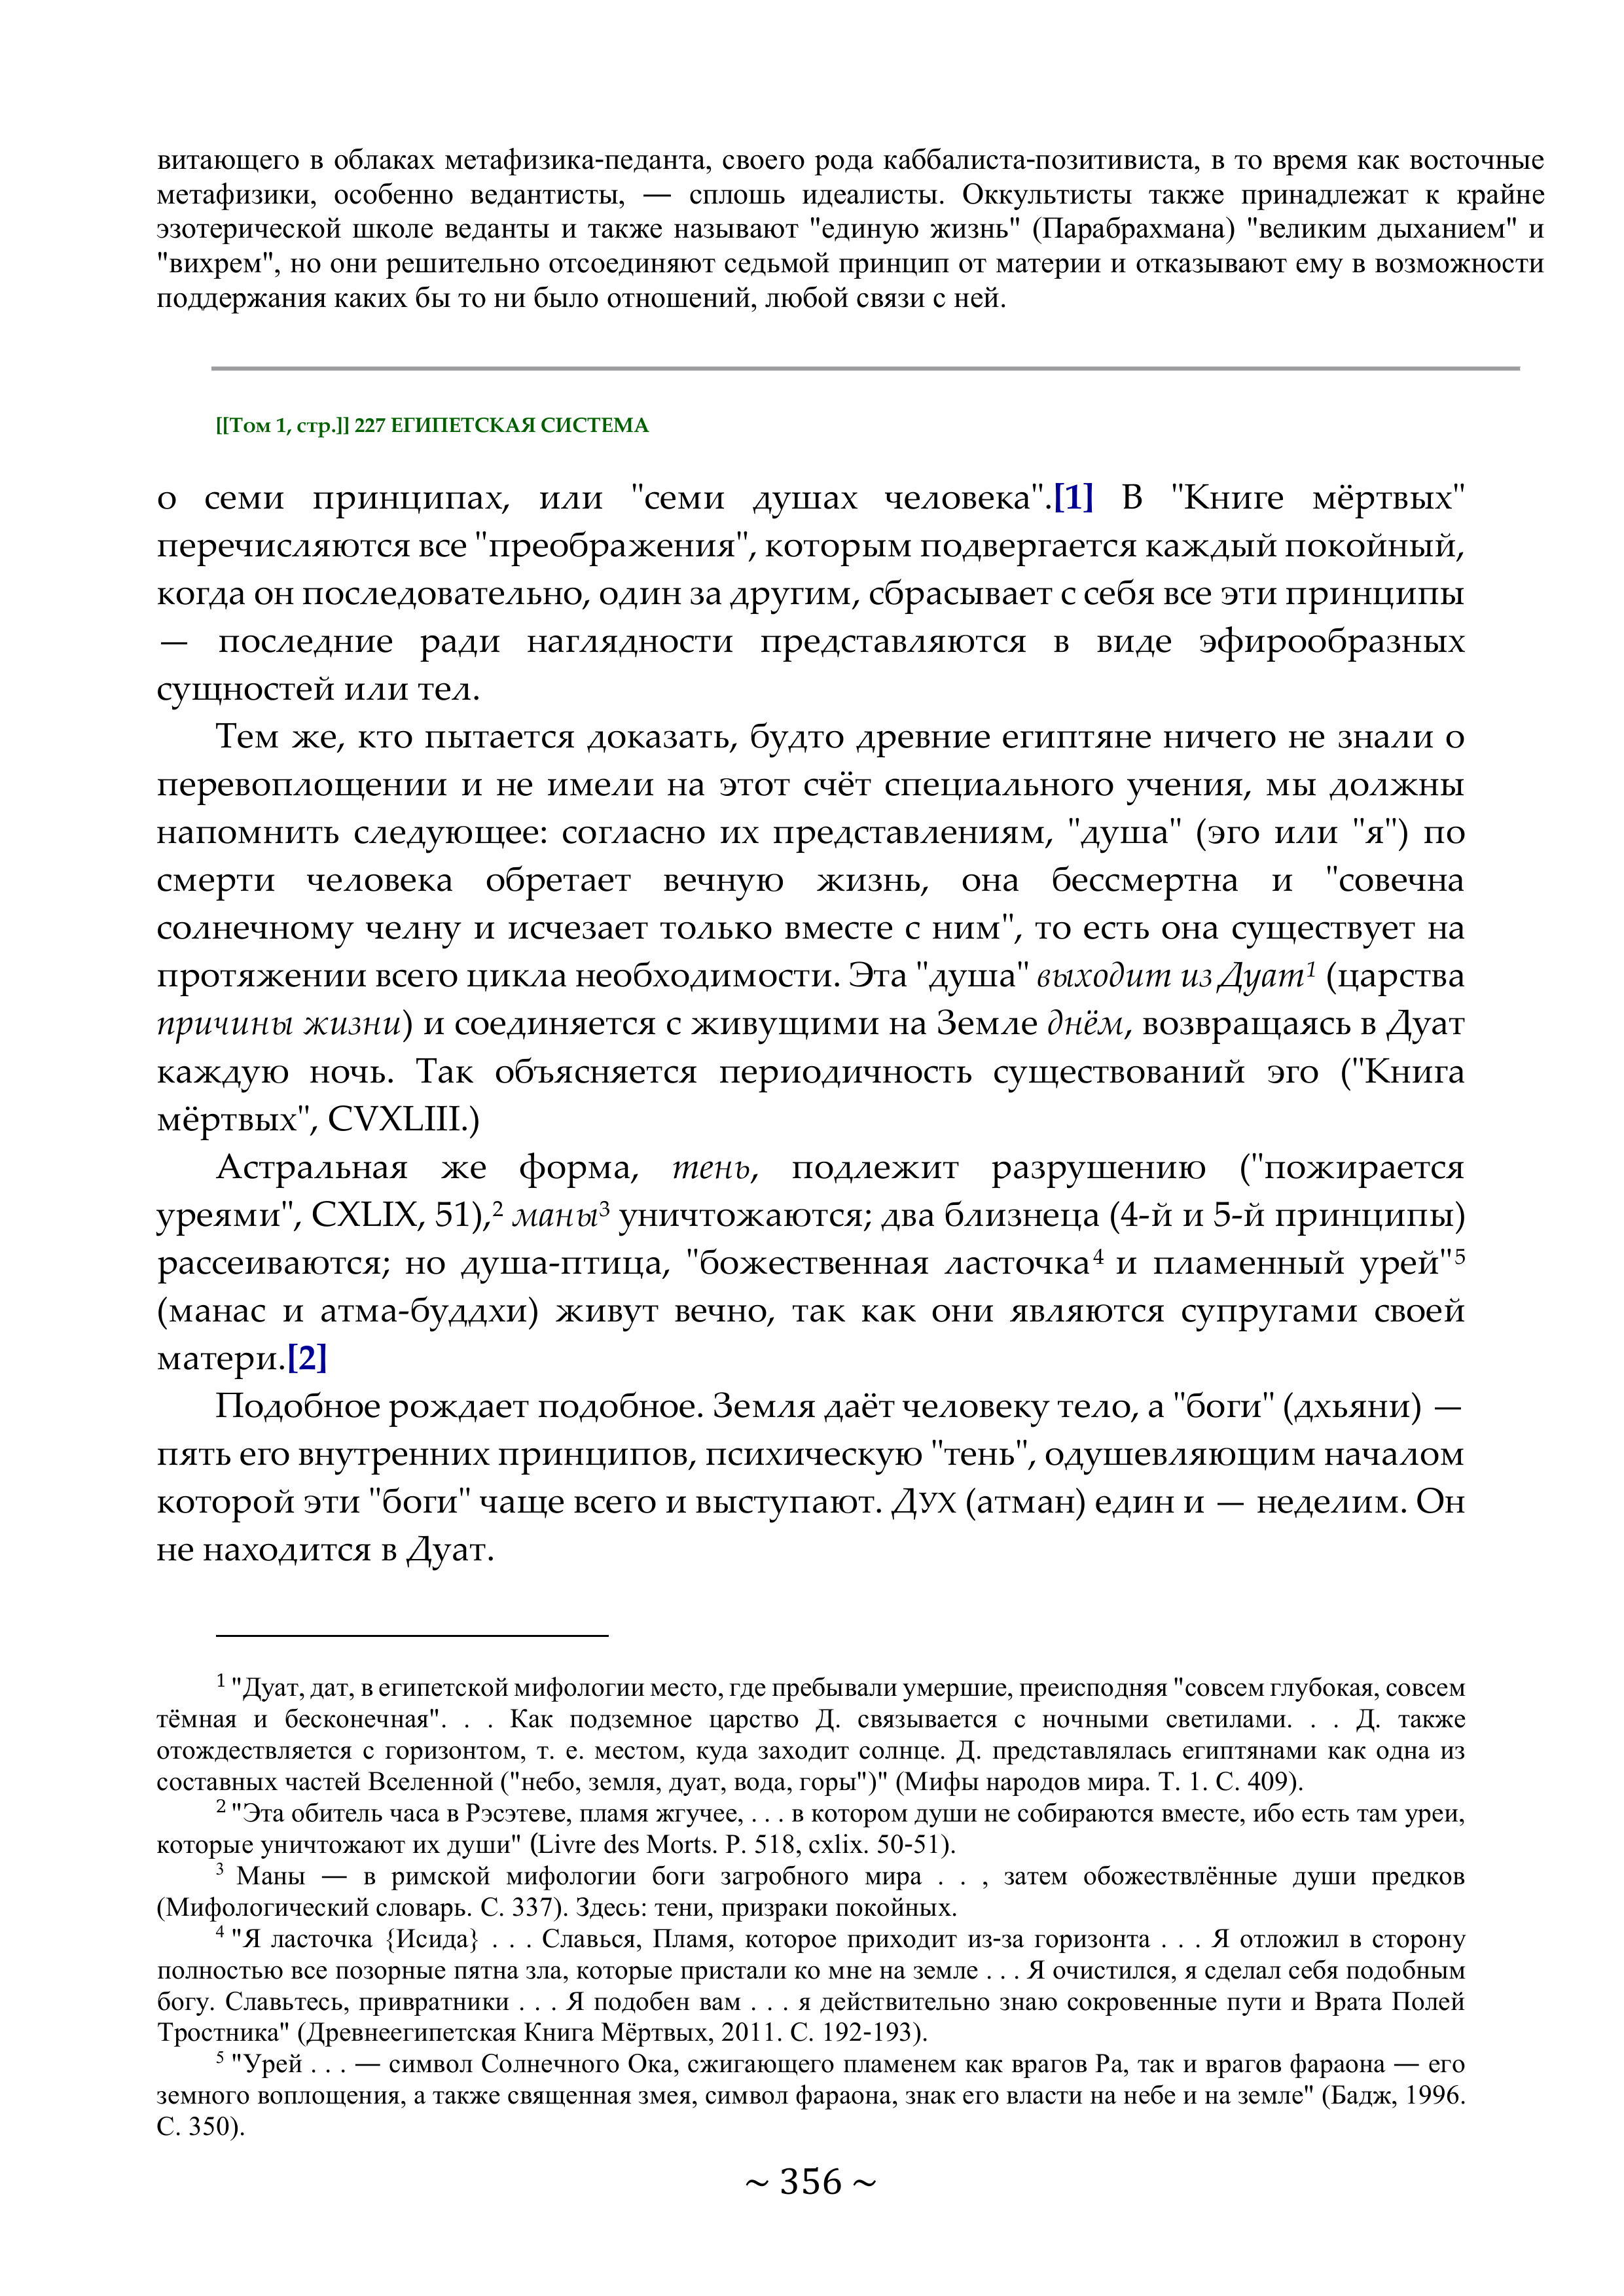 витающего в облаках метафизика-педанта, своего рода каббалиста-позитивиста, в то время как восточные
метафизики, особенно ведантисты, — сплошь идеалисты. Оккультисты также принадлежат к крайне
эзотерической школе веданты и также называют "единую жизнь" (Парабрахмана) "великим дыханием" и
"вихрем", но они решительно отсоединяют седьмой принцип от материи и отказывают ему в возможности
поддержания каких бы то ни было отношений, любой связи с ней.
[[Том 1, стр.]] 227 ЕГИПЕТСКАЯ СИСТЕМА
о семи принципах, или "семи душах человека".[1] В "Книге мёртвых"
перечисляются все "преображения", которым подвергается каждый покойный,
когда он последовательно, один за другим, сбрасывает с себя все эти принципы
— последние ради наглядности представляются в виде эфирообразных
сущностей или тел.
Тем же, кто пытается доказать, будто древние египтяне ничего не знали о
перевоплощении и не имели на этот счёт специального учения, мы должны
напомнить следующее: согласно их представлениям, "душа" (эго или "я") по
смерти человека обретает вечную жизнь, она бессмертна и "совечна
солнечному челну и исчезает только вместе с ним", то есть она существует на
протяжении всего цикла необходимости. Эта "душа" выходит из Дуат¹ (царства
причины жизни) и соединяется с живущими на Земле днём, возвращаясь в Дуат
каждую ночь. Так объясняется периодичность существований эго ("Книга
мёртвых", CVXLIII.)
Астральная же форма, тень, подлежит разрушению ("пожирается
уреями", CXLIX, 51),² маны³ уничтожаются; два близнеца (4-й и 5-й принципы)
рассеиваются; но душа-птица, "божественная ласточка⁴ и пламенный урей"⁵
(манас и атма-буддхи) живут вечно, так как они являются супругами своей
матери.[2]
Подобное рождает подобное. Земля даёт человеку тело, а "боги" (дхьяни) —
пять его внутренних принципов, психическую "тень", одушевляющим началом
которой эти "боги" чаще всего и выступают. ДУХ (атман) един и — неделим. Он
не находится в Дуат.
¹ "Дуат, дат, в египетской мифологии место, где пребывали умершие, преисподняя "совсем глубокая, совсем
тёмная и бесконечная". . . Как подземное царство Д. связывается с ночными светилами. . . Д. также
отождествляется с горизонтом, т. е. местом, куда заходит солнце. Д. представлялась египтянами как одна из
составных частей Вселенной ("небо, земля, дуат, вода, горы")" (Мифы народов мира. Т. 1. С. 409).
² "Эта обитель часа в Рэсэтеве, пламя жгучее, . . . в котором души не собираются вместе, ибо есть там уреи,
которые уничтожают их души" (Livre des Morts. P. 518, cxlix. 50-51).
³ Маны — в римской мифологии боги загробного мира . . , затем обожествлённые души предков
(Мифологический словарь. С. 337). Здесь: тени, призраки покойных.
⁴ "Я ласточка {Исида} . . . Славься, Пламя, которое приходит из-за горизонта . . . Я отложил в сторону
полностью все позорные пятна зла, которые пристали ко мне на земле . . . Я очистился, я сделал себя подобным
богу. Славьтесь, привратники . . . Я подобен вам . . . я действительно знаю сокровенные пути и Врата Полей
Тростника" (Древнеегипетская Книга Мёртвых, 2011. С. 192-193).
⁵ "Урей . . . — символ Солнечного Ока, сжигающего пламенем как врагов Ра, так и врагов фараона — его
земного воплощения, а также священная змея, символ фараона, знак его власти на небе и на земле" (Бадж, 1996.
С. 350).
~ 356 ~